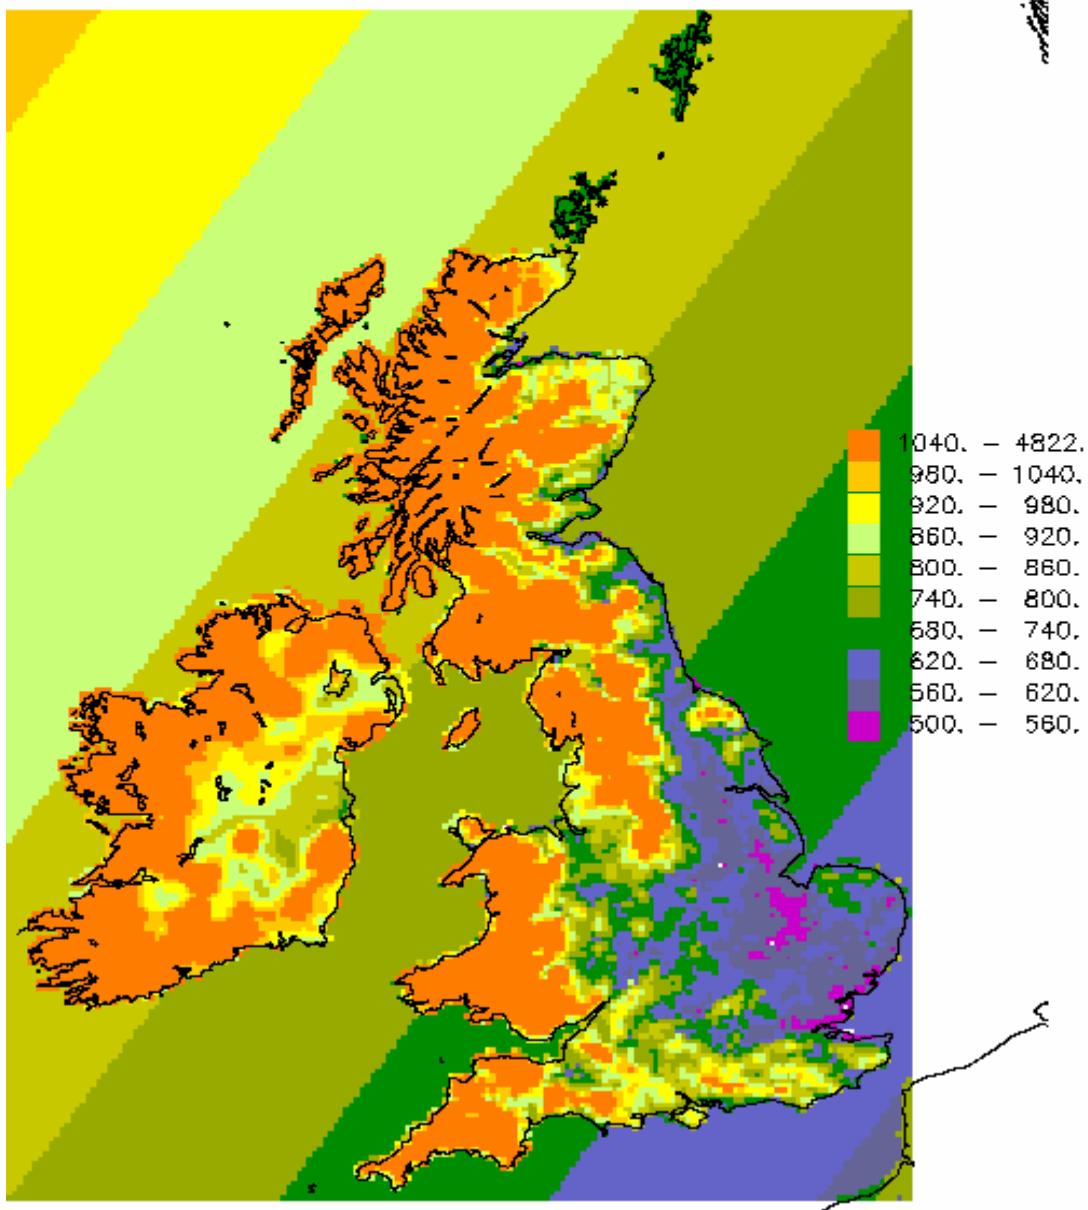 1040. – 4822.
980. – 1040.
920. – 980.
860. – 920.
800. – 860.
740. – 800.
680. – 740.
620. – 680.
560. – 620.
500. – 560.